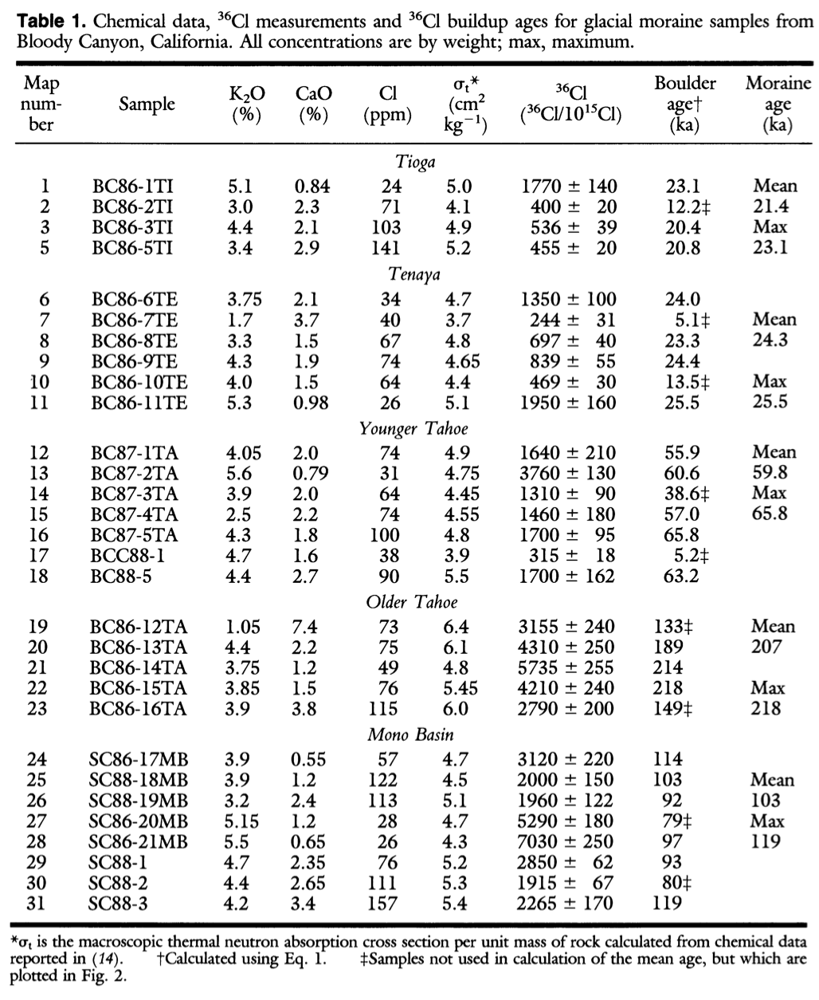 Table 1. Chemical data, ³⁶Cl measurements and ³⁶Cl buildup ages for glacial moraine samples from
Bloody Canyon, California. All concentrations are by weight; max, maximum.
Map num-ber | Sample | K₂O (%) | CaO (%) | Cl (ppm) | σₜ* (cm² kg⁻¹) | ³⁶Cl (³⁶Cl/10¹⁵Cl) | Boulder age† (ka) | Moraine age (ka)
Tioga
1 BC86-1TI 5.1 0.84 24 5.0 1770 ± 140 23.1 Mean
2 BC86-2TI 3.0 2.3 71 4.1 400 ± 20 12.2‡ 21.4
3 BC86-3TI 4.4 2.1 103 4.9 536 ± 39 20.4 Max
5 BC86-5TI 3.4 2.9 141 5.2 455 ± 20 20.8 23.1
Tenaya
6 BC86-6TE 3.75 2.1 34 4.7 1350 ± 100 24.0
7 BC86-7TE 1.7 3.7 40 3.7 244 ± 31 5.1‡ Mean
8 BC86-8TE 3.3 1.5 67 4.8 697 ± 40 23.3 24.3
9 BC86-9TE 4.3 1.9 74 4.65 839 ± 55 24.4
10 BC86-10TE 4.0 1.5 64 4.4 469 ± 30 13.5‡ Max
11 BC86-11TE 5.3 0.98 26 5.1 1950 ± 160 25.5 25.5
Younger Tahoe
12 BC87-1TA 4.05 2.0 74 4.9 1640 ± 210 55.9 Mean
13 BC87-2TA 5.6 0.79 31 4.75 3760 ± 130 60.6 59.8
14 BC87-3TA 3.9 2.0 64 4.45 1310 ± 90 38.6‡ Max
15 BC87-4TA 2.5 2.2 74 4.55 1460 ± 180 57.0 65.8
16 BC87-5TA 4.3 1.8 100 4.8 1700 ± 95 65.8
17 BCC88-1 4.7 1.6 38 3.9 315 ± 18 5.2‡
18 BC88-5 4.4 2.7 90 5.5 1700 ± 162 63.2
Older Tahoe
19 BC86-12TA 1.05 7.4 73 6.4 3155 ± 240 133‡ Mean
20 BC86-13TA 4.4 2.2 75 6.1 4310 ± 250 189 207
21 BC86-14TA 3.75 1.2 49 4.8 5735 ± 255 214
22 BC86-15TA 3.85 1.5 76 5.45 4210 ± 240 218 Max
23 BC86-16TA 3.9 3.8 115 6.0 2790 ± 200 149‡ 218
Mono Basin
24 SC86-17MB 3.9 0.55 57 4.7 3120 ± 220 114
25 SC88-18MB 3.9 1.2 122 4.5 2000 ± 150 103 Mean
26 SC88-19MB 3.2 2.4 113 5.1 1960 ± 122 92 103
27 SC86-20MB 5.15 1.2 28 4.7 5290 ± 180 79‡ Max
28 SC86-21MB 5.5 0.65 26 4.3 7030 ± 250 97 119
29 SC88-1 4.7 2.35 76 5.2 2850 ± 62 93
30 SC88-2 4.4 2.65 111 5.3 1915 ± 67 80‡
31 SC88-3 4.2 3.4 157 5.4 2265 ± 170 119
*σₜ is the macroscopic thermal neutron absorption cross section per unit mass of rock calculated from chemical data
reported in (14). †Calculated using Eq. 1. ‡Samples not used in calculation of the mean age, but which are
plotted in Fig. 2.